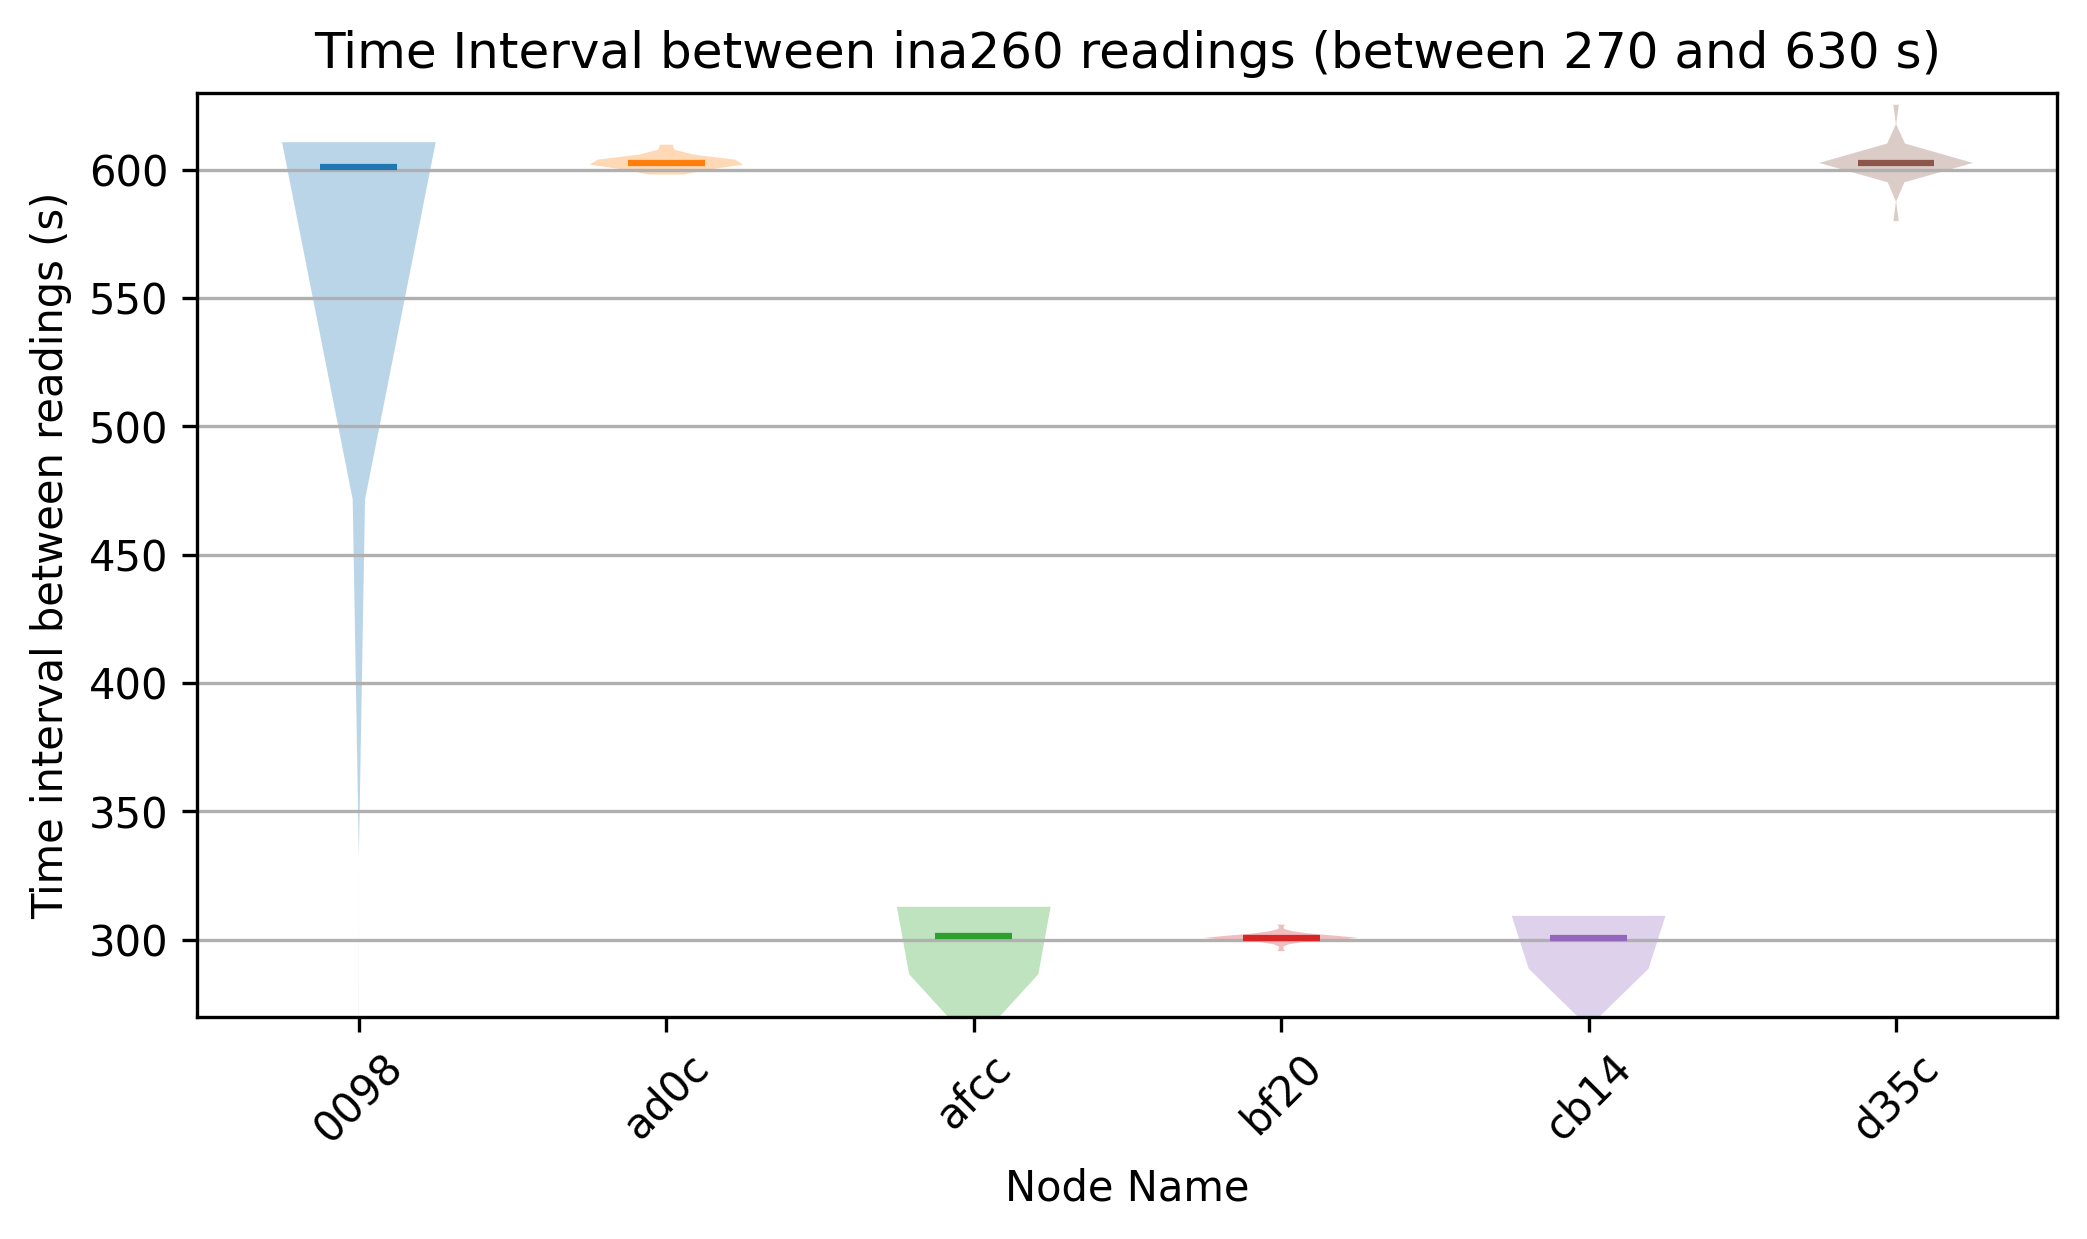 Time Interval between ina260 readings (between 270 and 630 s)
Time interval between readings (s)
600
550
500
450
400
350
300
0098
ad0c
afcc
bf20
cb14
d35c
Node Name